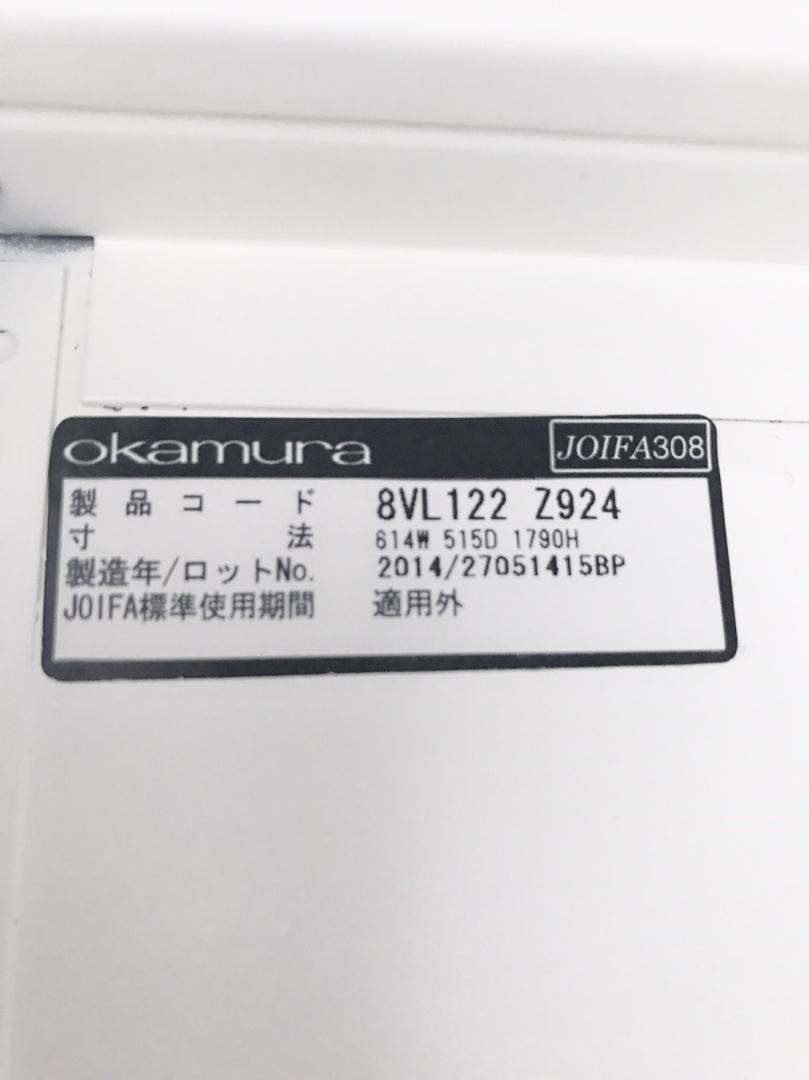 okamura JOIFA308
製品コード 8VL122 Z924
寸法 614W 515D 1790H
製造年/ロットNo. 2014/27051415BP
JOIFA標準使用期間 適用外